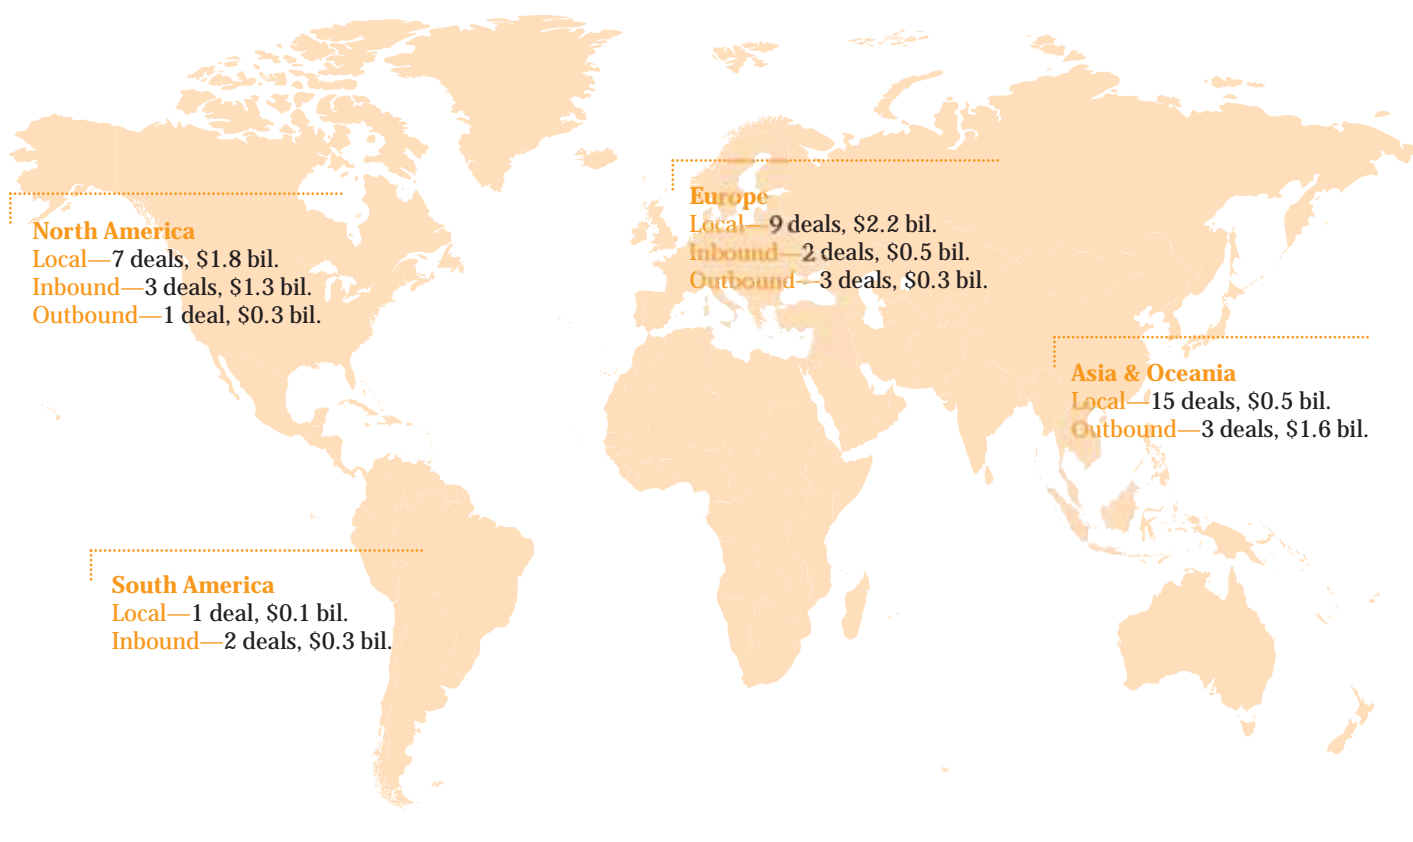 North America
Local—7 deals, $1.8 bil.
Inbound—3 deals, $1.3 bil.
Outbound—1 deal, $0.3 bil.
Europe
Local—9 deals, $2.2 bil.
Inbound—2 deals, $0.5 bil.
Outbound—3 deals, $0.3 bil.
Asia & Oceania
Local—15 deals, $0.5 bil.
Outbound—3 deals, $1.6 bil.
South America
Local—1 deal, $0.1 bil.
Inbound—2 deals, $0.3 bil.